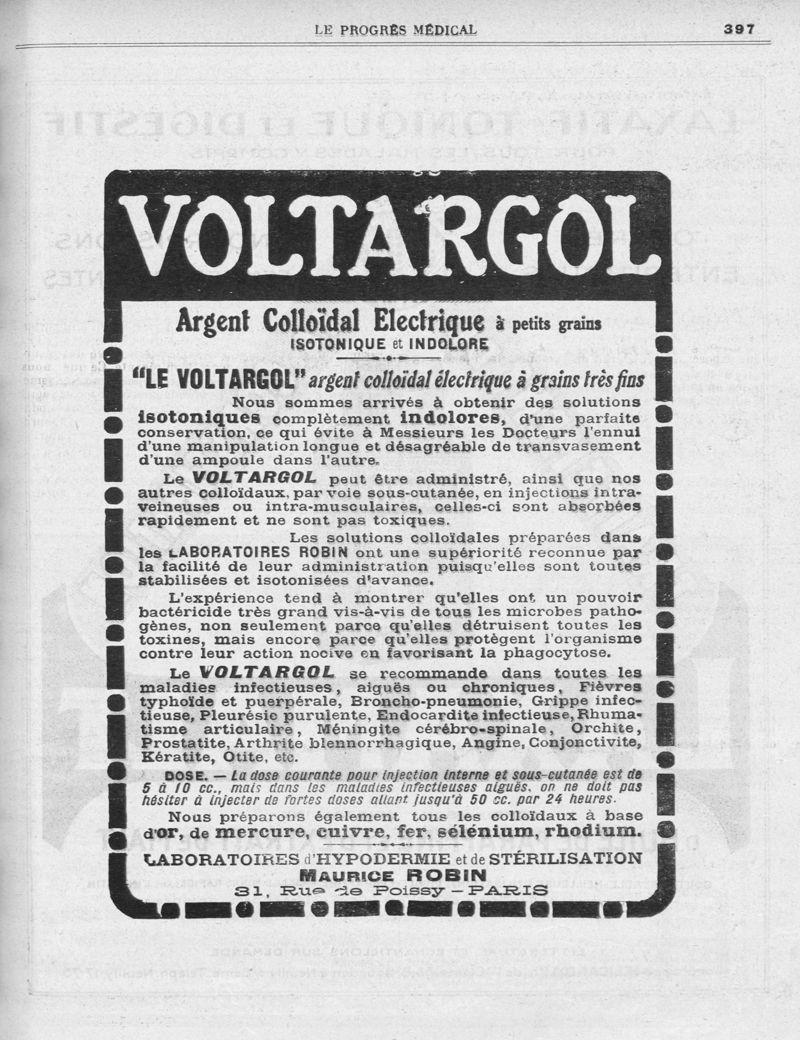 LE PROGRÈS MÉDICAL
397
VOLTARGOL
Argent Colloïdal Electrique à petits grains
ISOTONIQUE et INDOLORE
"LE VOLTARGOL" argent colloïdal électrique à grains très fins
Nous sommes arrivés à obtenir des solutions
isotoniques complètement indolores, d'une parfaite
conservation, ce qui évite à Messieurs les Docteurs l'ennui
d'une manipulation longue et désagréable de transvasement
d'une ampoule dans l'autre.
Le VOLTARGOL peut être administré, ainsi que nos
autres colloïdaux, par voie sous-cutanée, en injections intra-
veineuses ou intra-musculaires, celles-ci sont absorbées
rapidement et ne sont pas toxiques.
Les solutions colloïdales préparées dans
les LABORATOIRES ROBIN ont une supériorité reconnue par
la facilité de leur administration puisqu'elles sont toutes
stabilisées et isotonisées d'avance.
L'expérience tend à montrer qu'elles ont un pouvoir
bactéricide très grand vis-à-vis de tous les microbes patho-
gènes, non seulement parce qu'elles détruisent toutes les
toxines, mais encore parce qu'elles protègent l'organisme
contre leur action nocive en favorisant la phagocytose.
Le VOLTARGOL se recommande dans toutes les
maladies infectieuses, aiguës ou chroniques, Fièvres
typhoïde et puerpérale, Broncho-pneumonie, Grippe infec-
tieuse, Pleurésie purulente, Endocardite infectieuse, Rhuma-
tisme articulaire, Méningite cérébro-spinale, Orchite,
Prostatite, Arthrite blennorrhagique, Angine, Conjonctivite,
Kératite, Otite, etc.
DOSE. — La dose courante pour injection interne et sous-cutanée est de
5 à 10 cc., mais dans les maladies infectieuses aiguës, on ne doit pas
hésiter à injecter de fortes doses allant jusqu'à 50 cc. par 24 heures.
Nous préparons également tous les colloïdaux à base
d'or, de mercure, cuivre, fer, sélénium, rhodium.
LABORATOIRES d'HYPODERMIE et de STÉRILISATION
MAURICE ROBIN
31, Rue de Poissy — PARIS